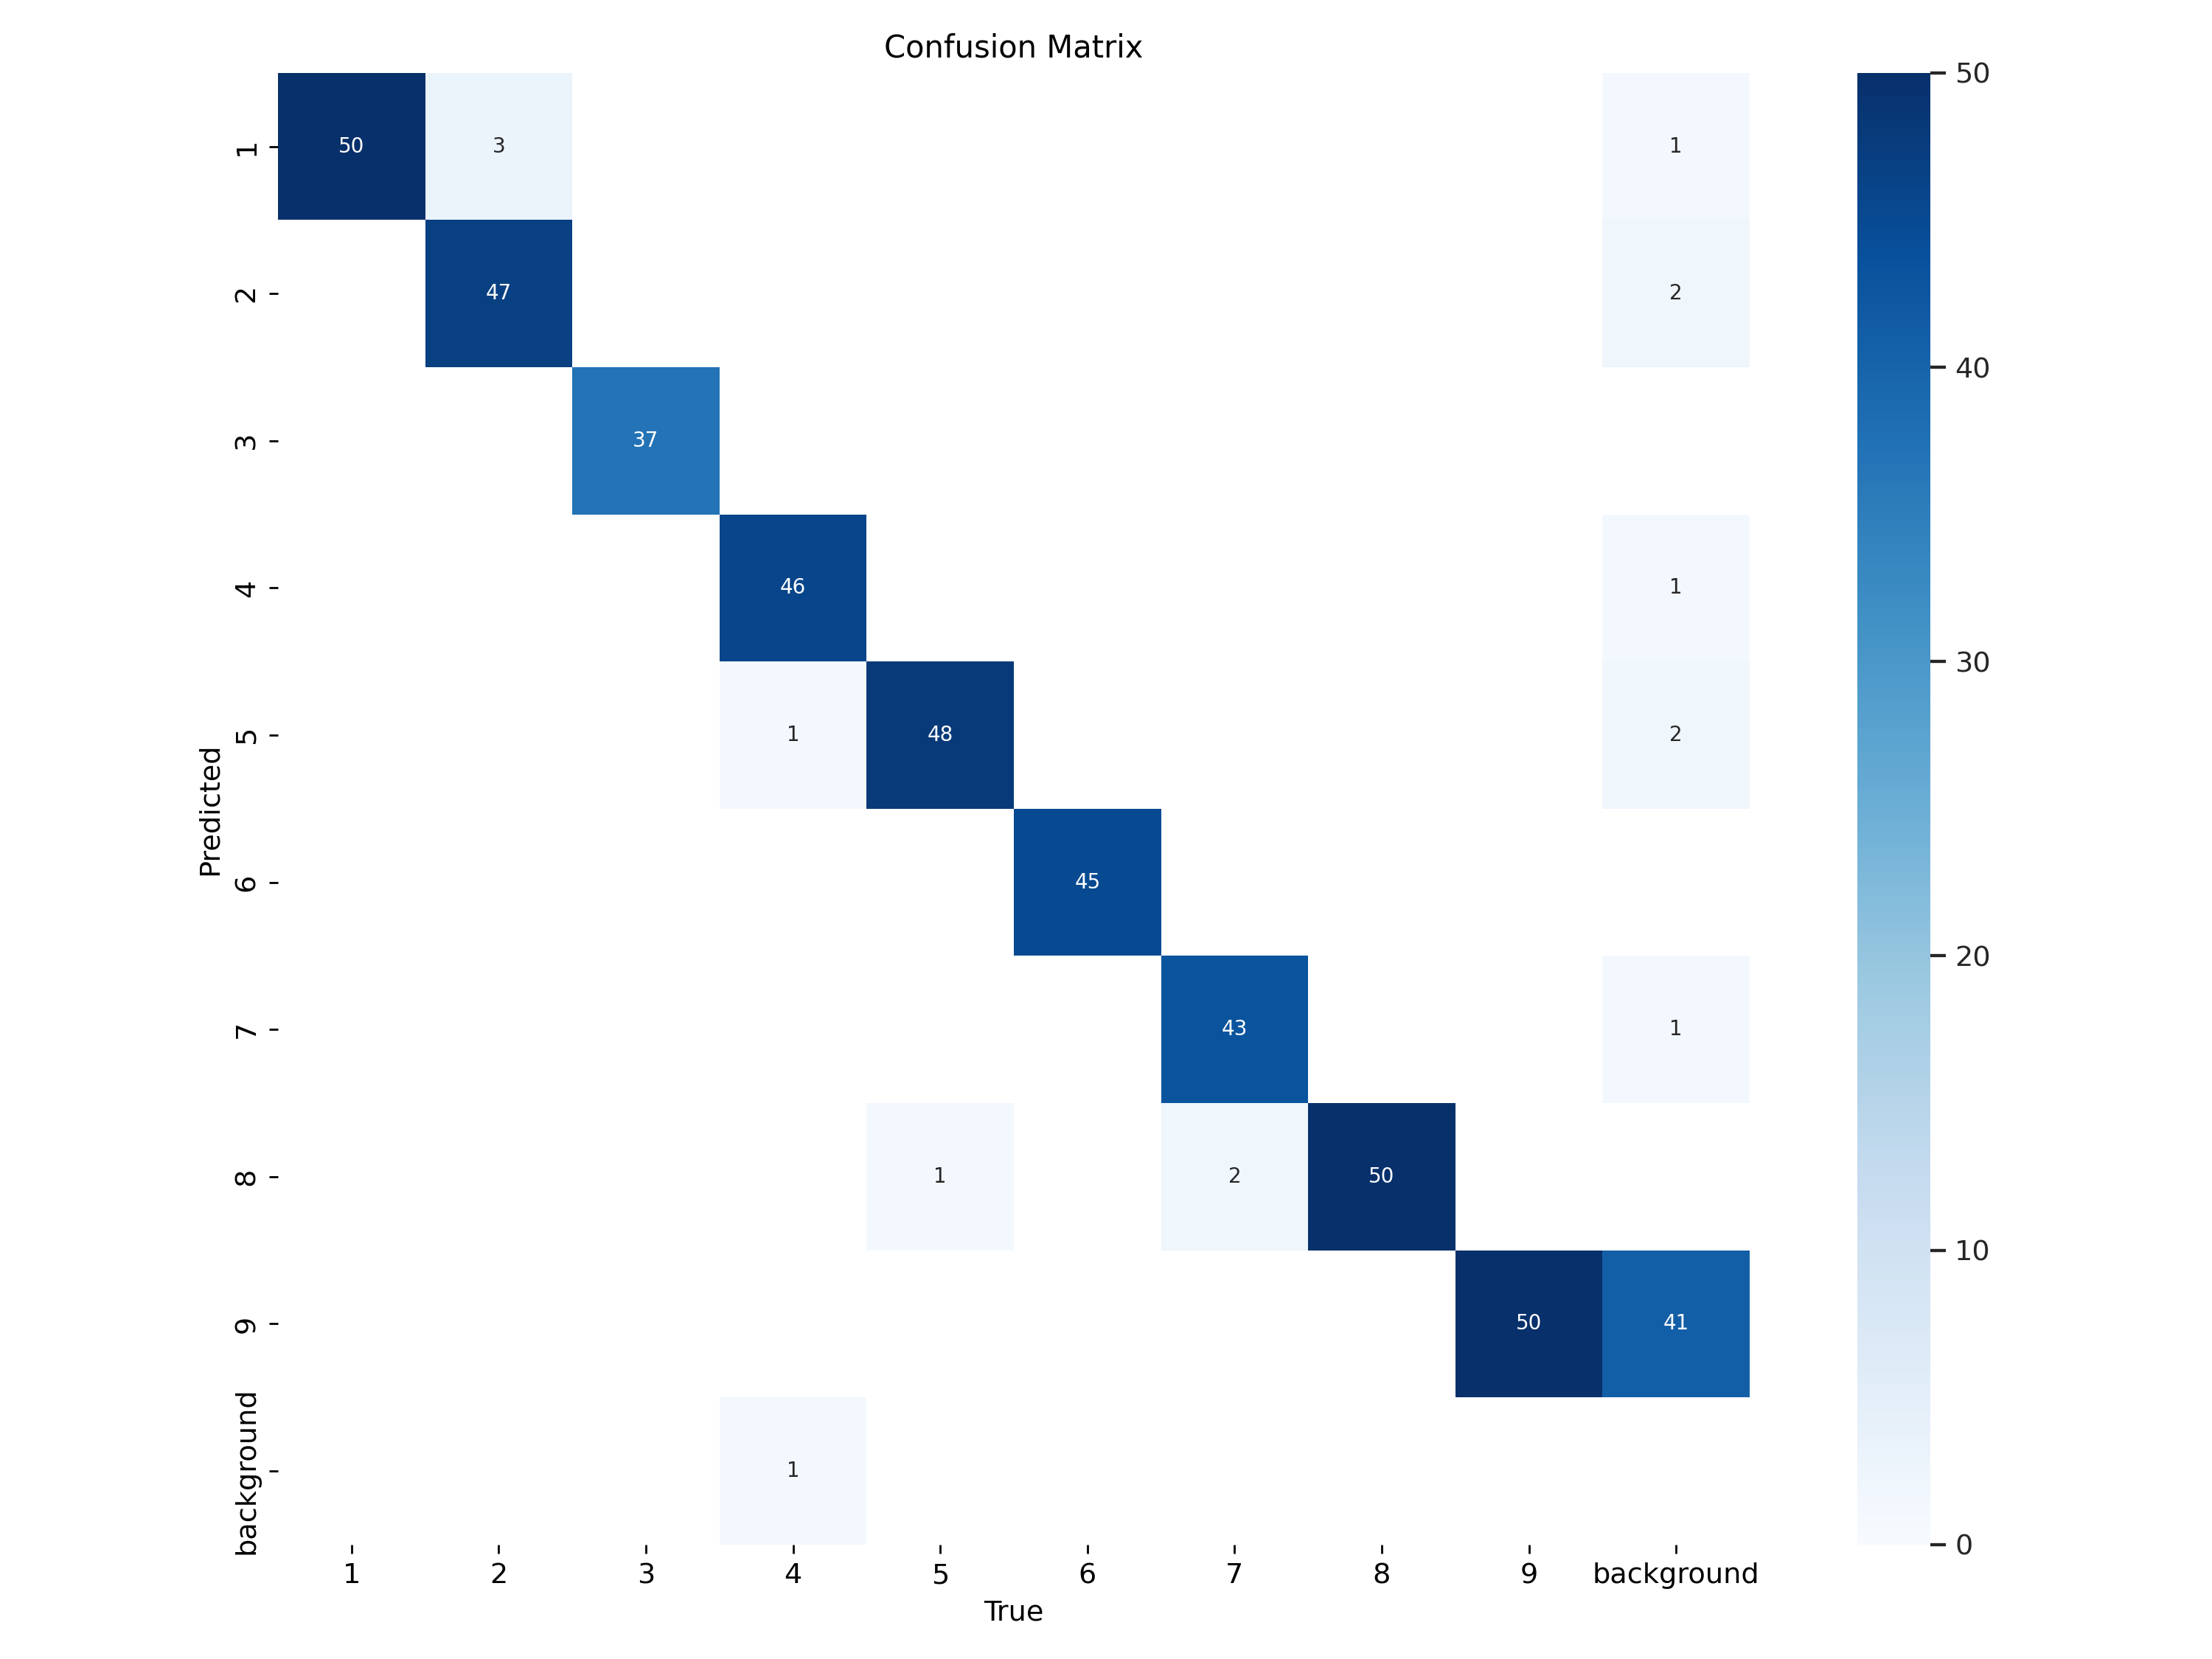 Confusion Matrix
1 50 3 1
2 47 2
3 37
4 46 1
5 1 48 2
6 45
7 43 1
8 1 2 50
9 50 41
background 1
1 2 3 4 5 6 7 8 9 background
True
Predicted
50
40
30
20
10
0